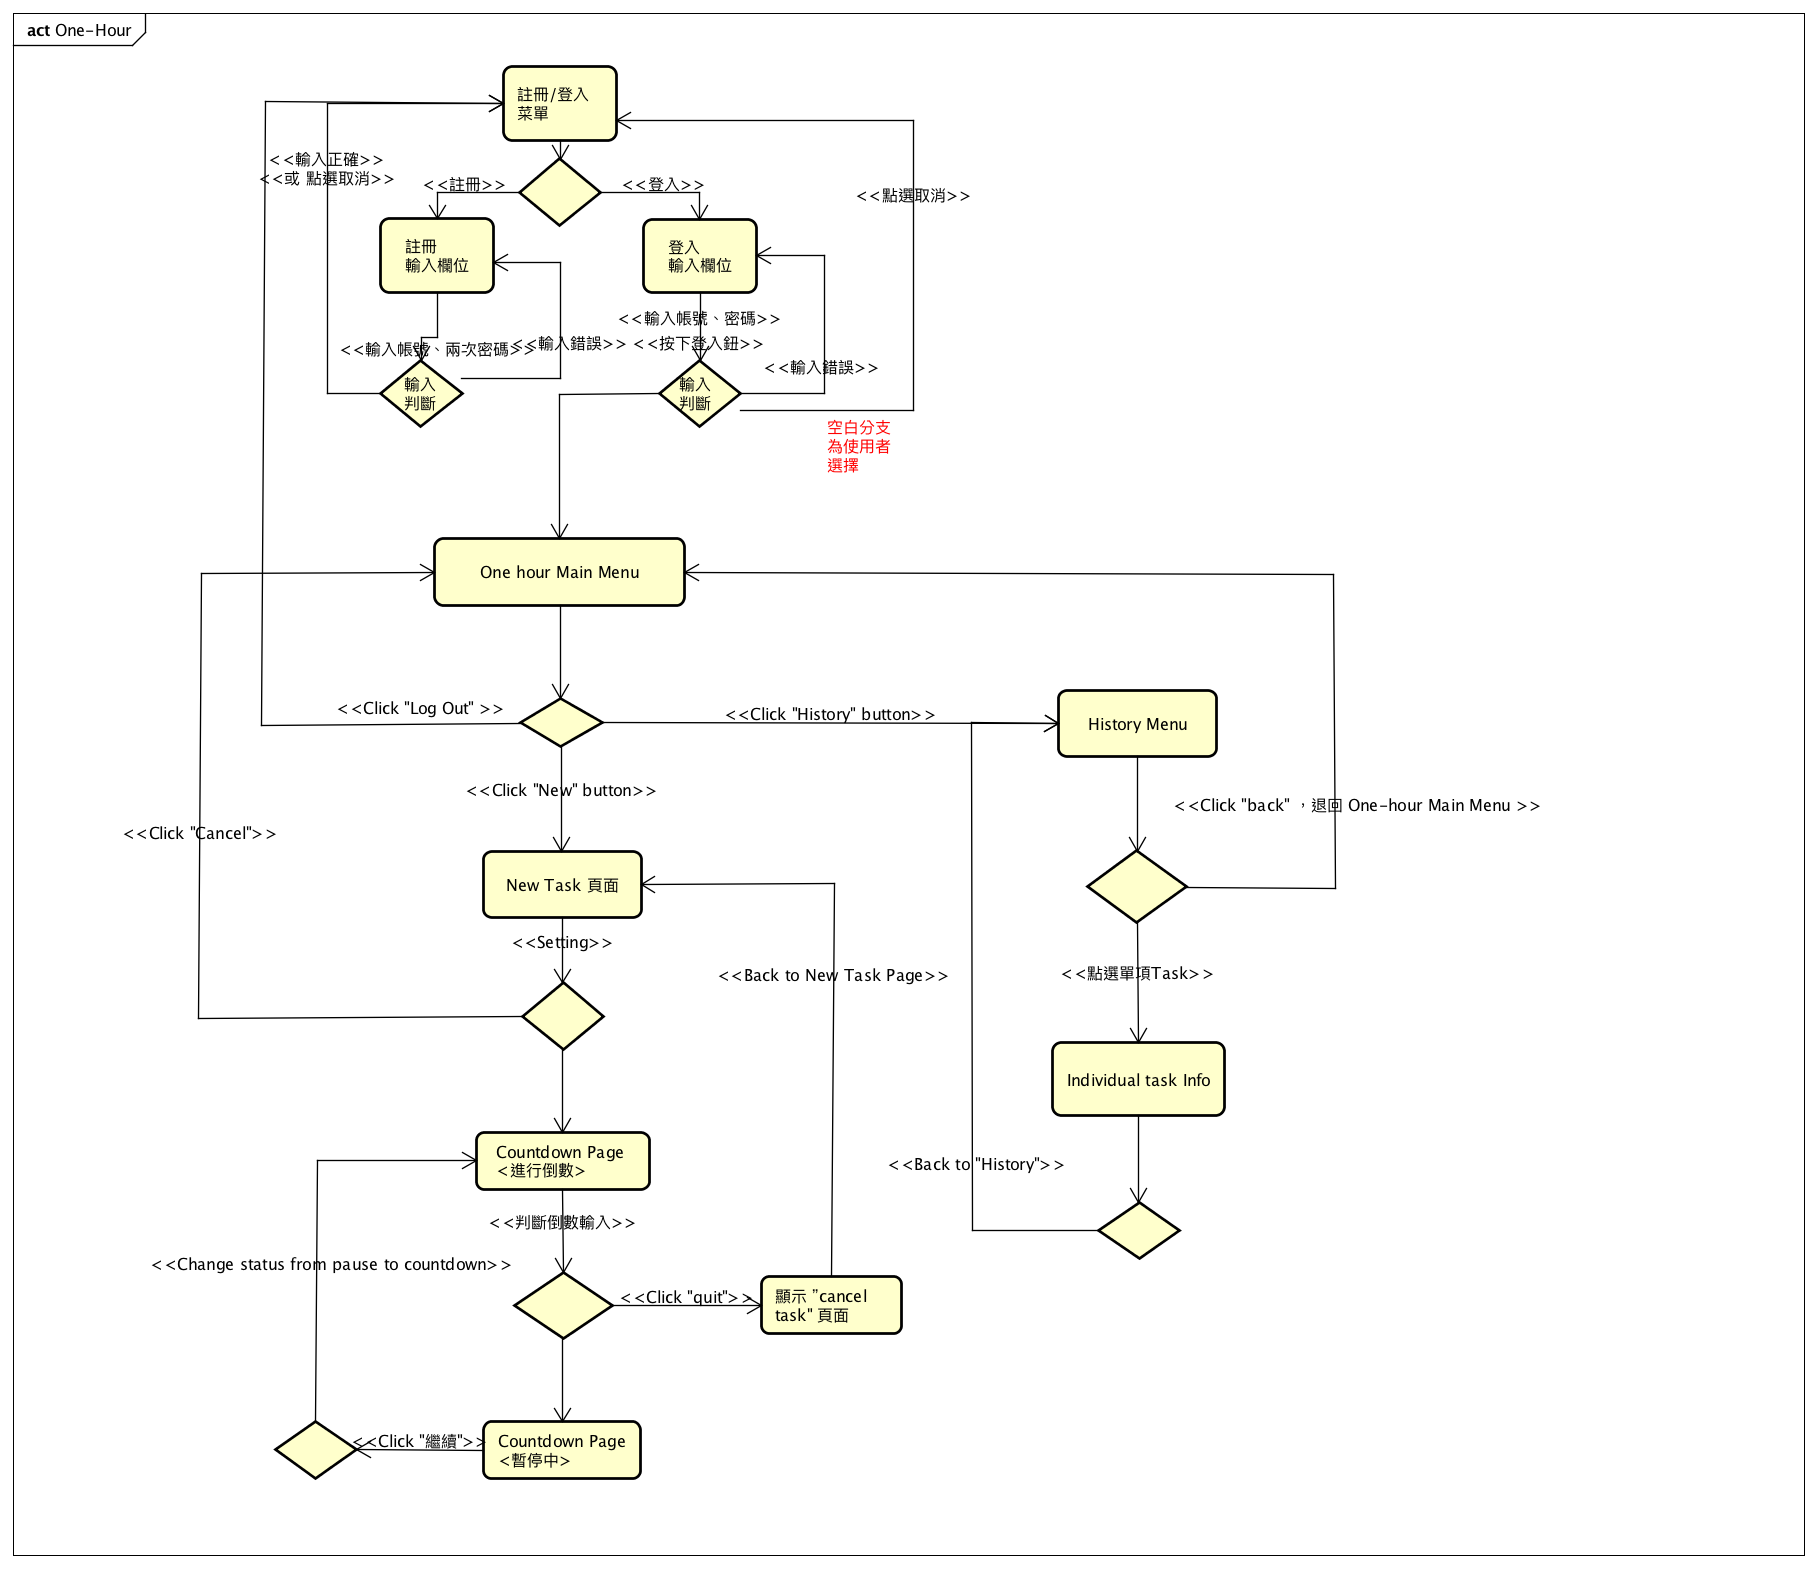 act One-Hour
註冊/登入
菜單
<<輸入正確>>
<<或 點選取消>>
<<註冊>>
<<登入>>
<<點選取消>>
註冊
輸入欄位
登入
輸入欄位
<<輸入帳號、密碼>>
<<輸入帳號、兩次密碼>>
<<輸入錯誤>>
<<按下登入鈕>>
<<輸入錯誤>>
輸入
判斷
輸入
判斷
空白分支
為使用者
選擇
One hour Main Menu
<<Click "Log Out" >>
<<Click "History" button>>
History Menu
<<Click "New" button>>
<<Click "back" ，退回 One-hour Main Menu >>
<<Click "Cancel">>
New Task 頁面
<<Setting>>
<<Back to New Task Page>>
<<點選單項Task>>
Individual task Info
Countdown Page
<進行倒數>
<<Back to "History">>
<<判斷倒數輸入>>
<<Change status from pause to countdown>>
<<Click "quit">>
顯示 ”cancel
task" 頁面
<<Click "繼續">>
Countdown Page
<暫停中>